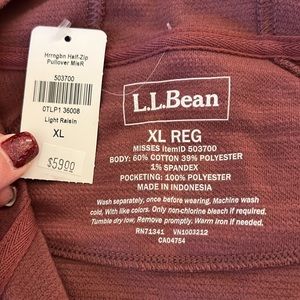 Hrrngbn Half-Zip
Pullover MisR
503700
0TLP1 36008
Light Raisin
XL
$59.00
L.L.Bean
XL REG
MISSES ItemID 503700
BODY: 60% COTTON 39% POLYESTER
1% SPANDEX
POCKETING: 100% POLYESTER
MADE IN INDONESIA
Wash separately, once before wearing. Machine wash
cold. With like colors. Only non-chlorine bleach if required.
Tumble dry low. Remove promptly. Warm iron if needed.
RN71341 VN1003212
CA04754